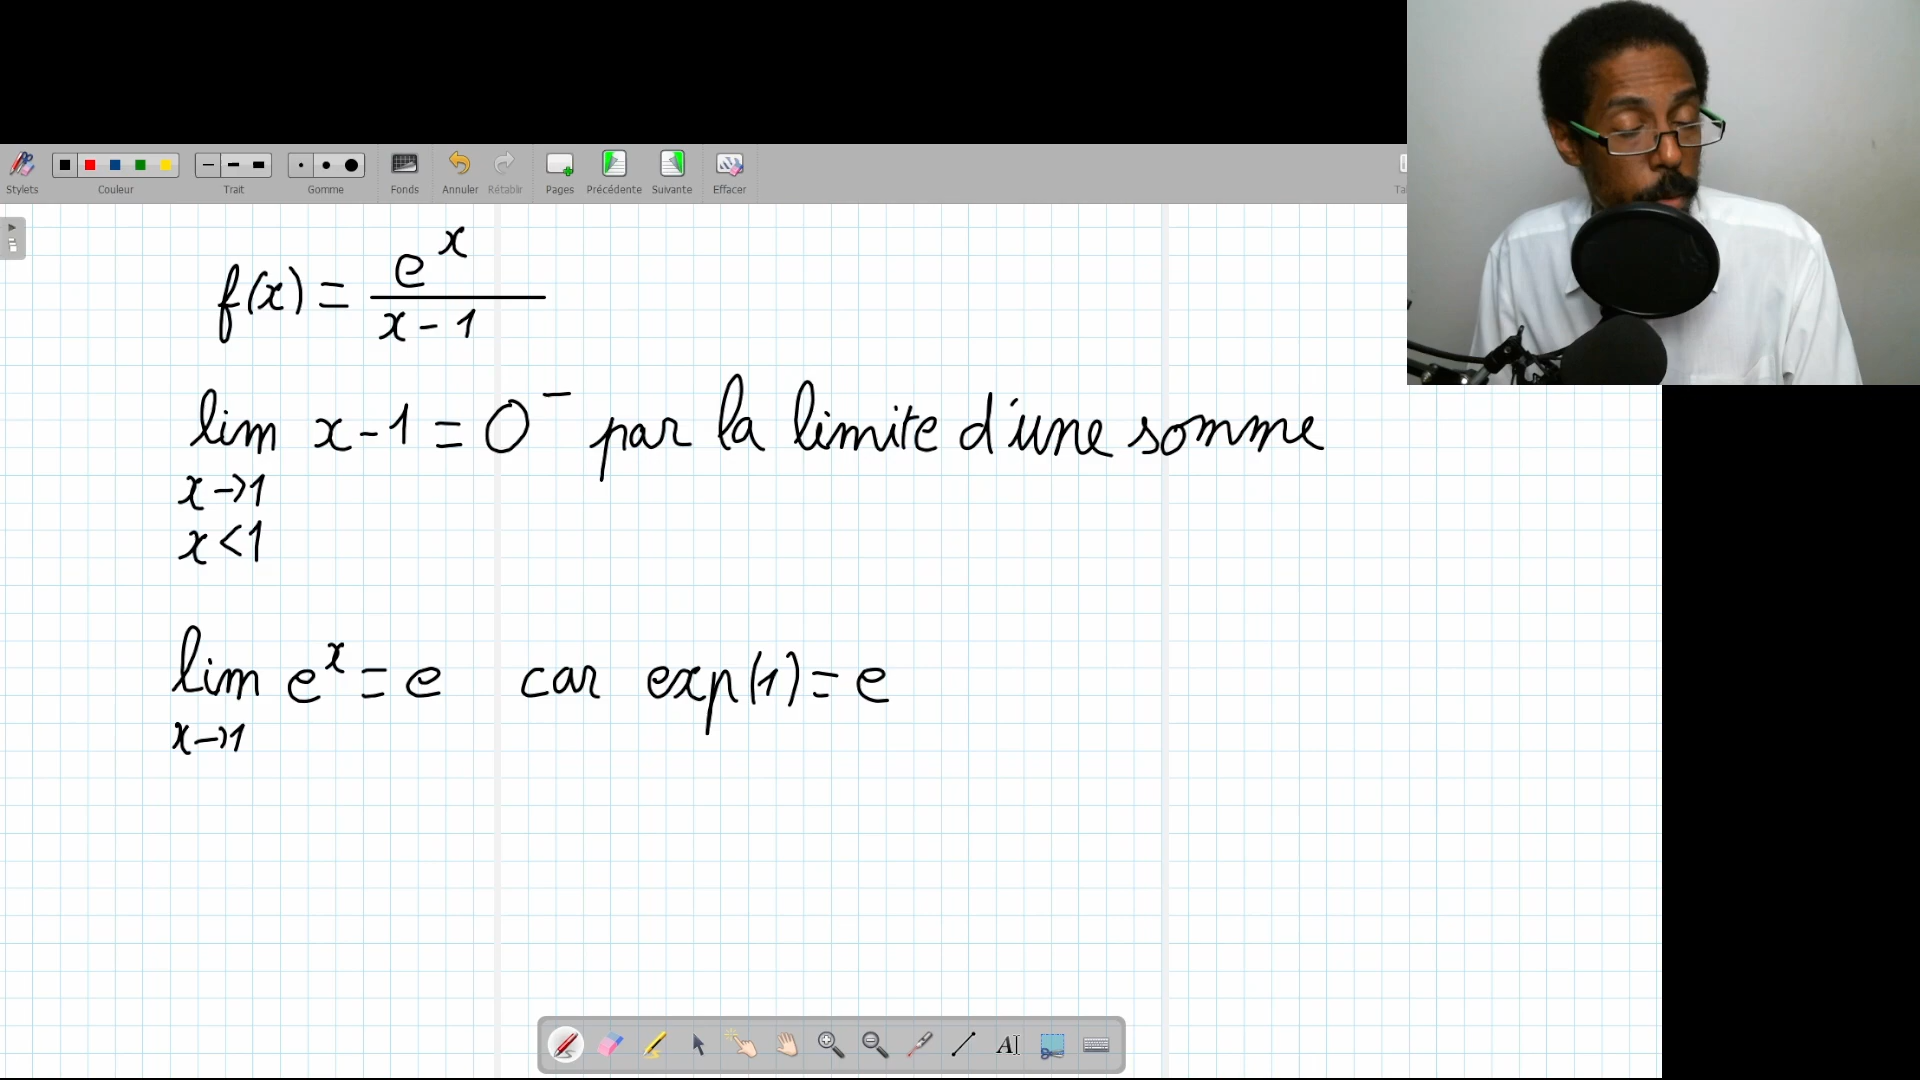 Stylets Couleur Trait Gomme Fonds Annuler Rétablir Pages Précédente Suivante Effacer
f(x) = e^x / (x - 1)
lim x - 1 = 0⁻ par la limite d'une somme
x → 1
x < 1
lim e^x = e car exp(1) = e
x → 1